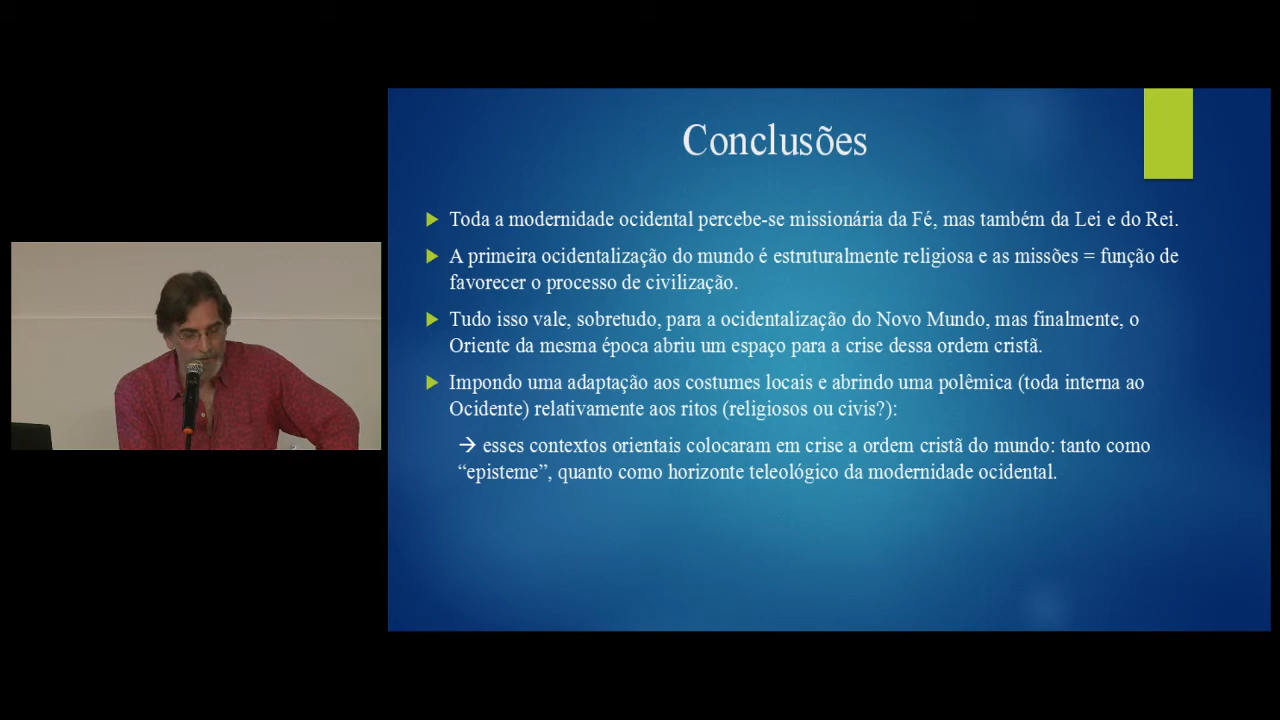 Conclusões
Toda a modernidade ocidental percebe-se missionária da Fé, mas também da Lei e do Rei.
A primeira ocidentalização do mundo é estruturalmente religiosa e as missões = função de
favorecer o processo de civilização.
Tudo isso vale, sobretudo, para a ocidentalização do Novo Mundo, mas finalmente, o
Oriente da mesma época abriu um espaço para a crise dessa ordem cristã.
Impondo uma adaptação aos costumes locais e abrindo uma polêmica (toda interna ao
Ocidente) relativamente aos ritos (religiosos ou civis?):
→ esses contextos orientais colocaram em crise a ordem cristã do mundo: tanto como
“episteme”, quanto como horizonte teleológico da modernidade ocidental.